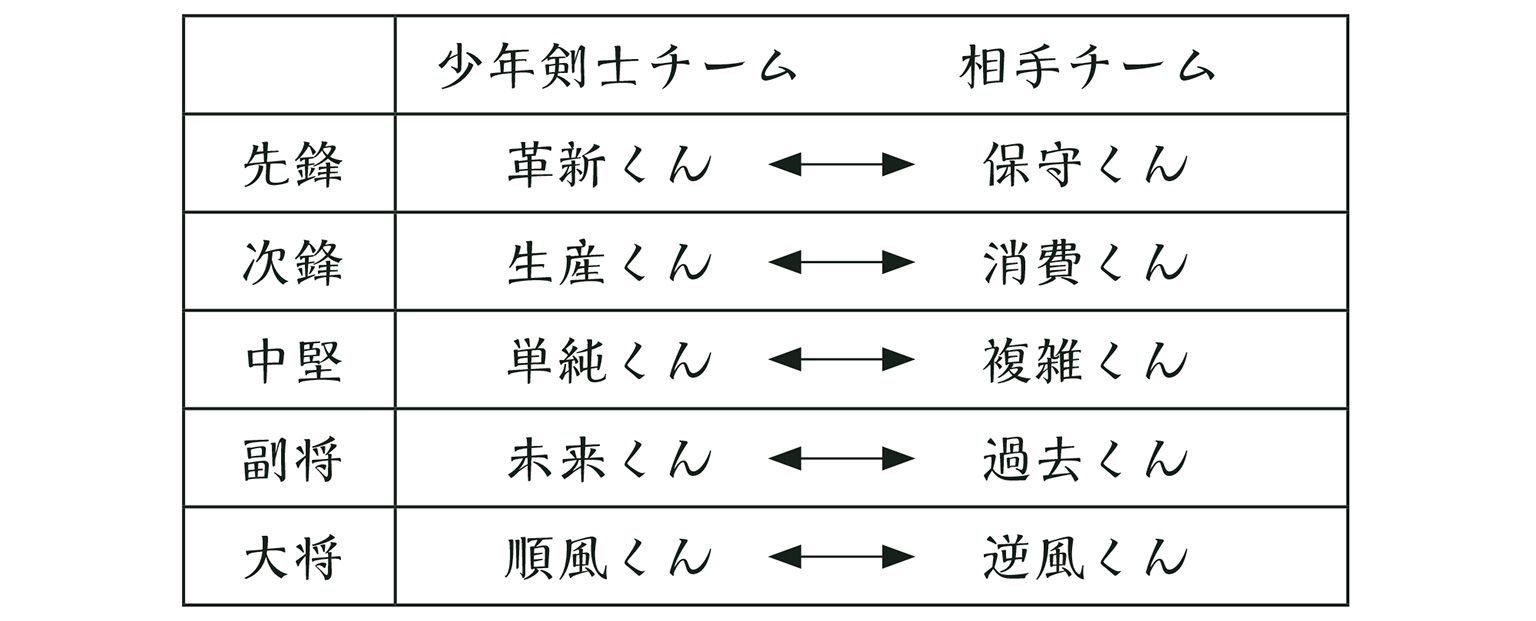 少年剣士チーム 相手チーム
先鋒 革新くん 保守くん
次鋒 生産くん 消費くん
中堅 単純くん 複雑くん
副将 未来くん 過去くん
大将 順風くん 逆風くん